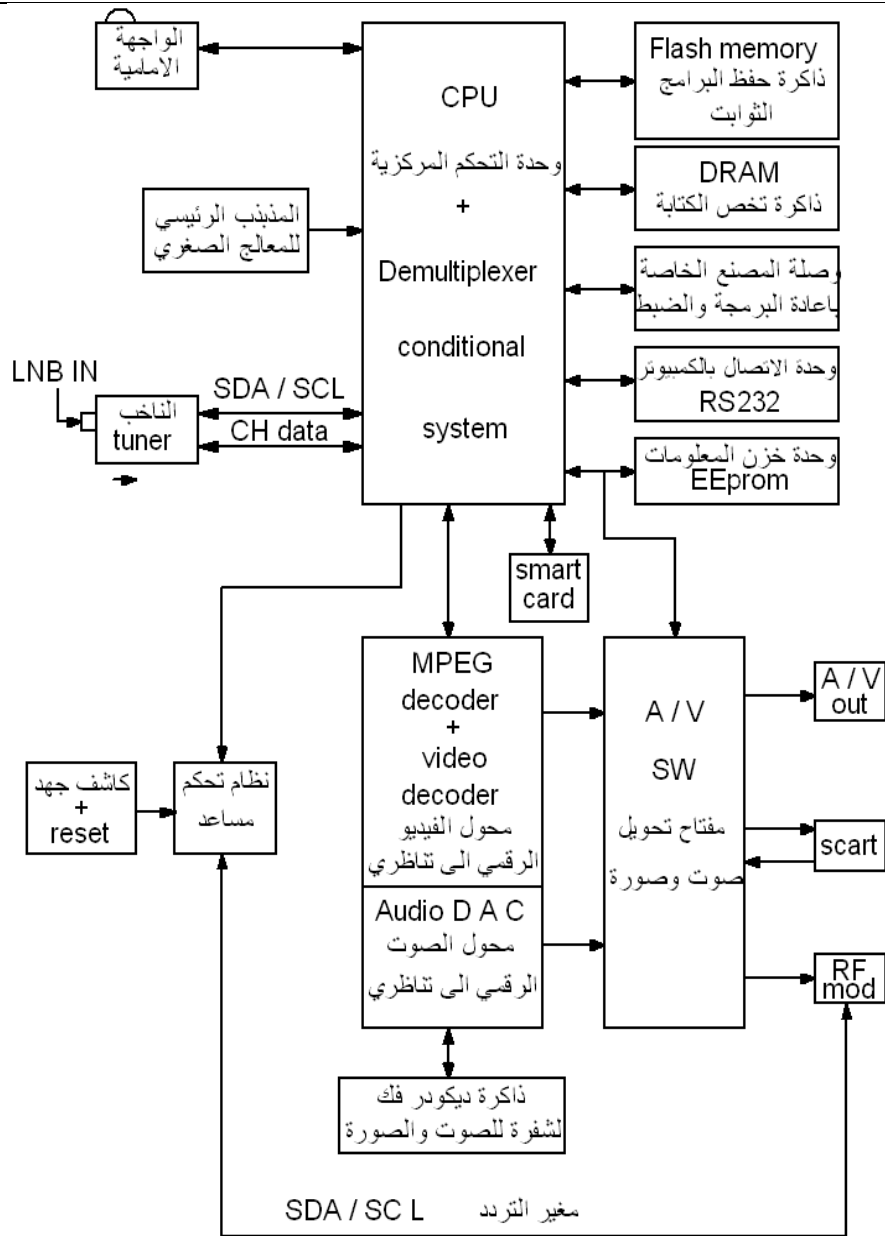 الواجهة
الامامية
CPU
وحدة التحكم المركزية
+
Demultiplexer
conditional
system
Flash memory
ذاكرة حفظ البرامج
الثوابت
DRAM
ذاكرة تخص الكتابة
المذبذب الرئيسي
للمعالج الصغري
وصلة المصنع الخاصة
باعادة البرمجة والضبط
وحدة الاتصال بالكمبيوتر
RS232
وحدة خزن المعلومات
EEprom
LNB IN
الناخب
tuner
SDA / SCL
CH data
smart
card
MPEG
decoder
+
video
decoder
محول الفيديو
الرقمي الى تناظري
Audio D A C
محول الصوت
الرقمي الى تناظري
A / V
SW
مفتاح تحويل
صوت وصورة
A / V
out
scart
RF
mod
كاشف جهد
+
reset
نظام تحكم
مساعد
ذاكرة ديكودر فك
لشفرة للصوت والصورة
SDA / SC L مغير التردد